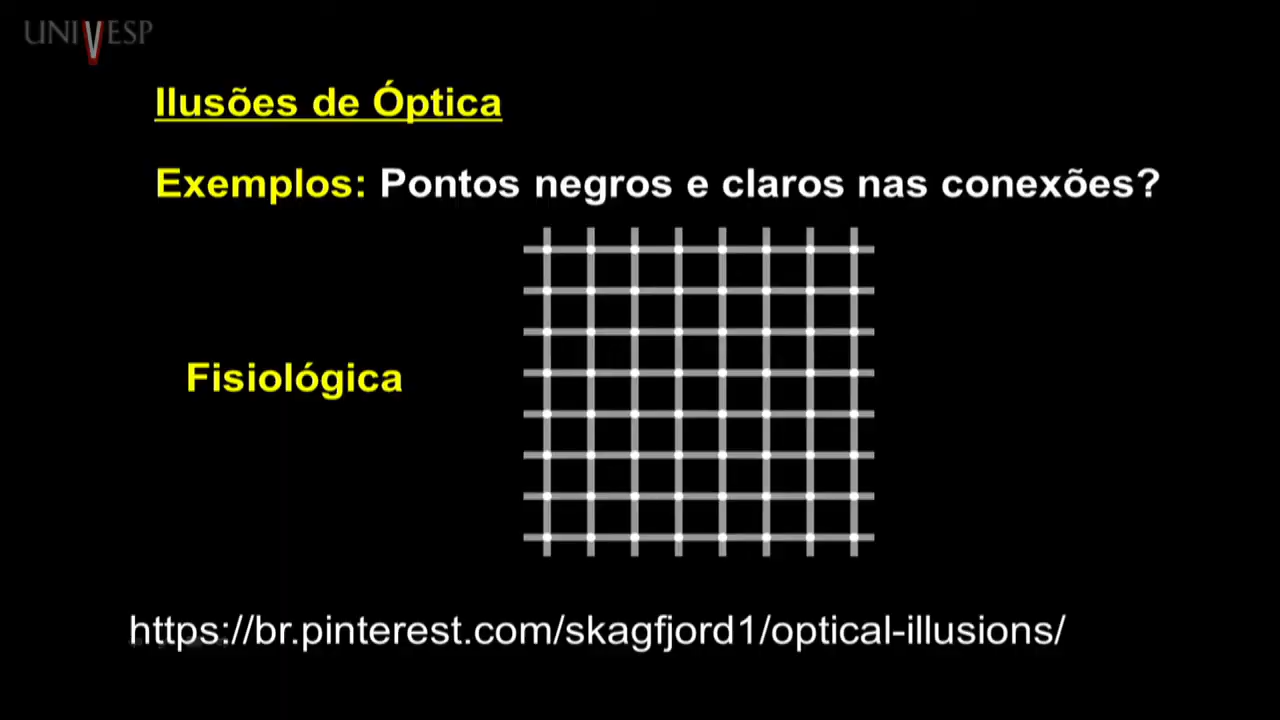 UNIVESP
Ilusões de Óptica
Exemplos: Pontos negros e claros nas conexões?
Fisiológica
https://br.pinterest.com/skagfjord1/optical-illusions/